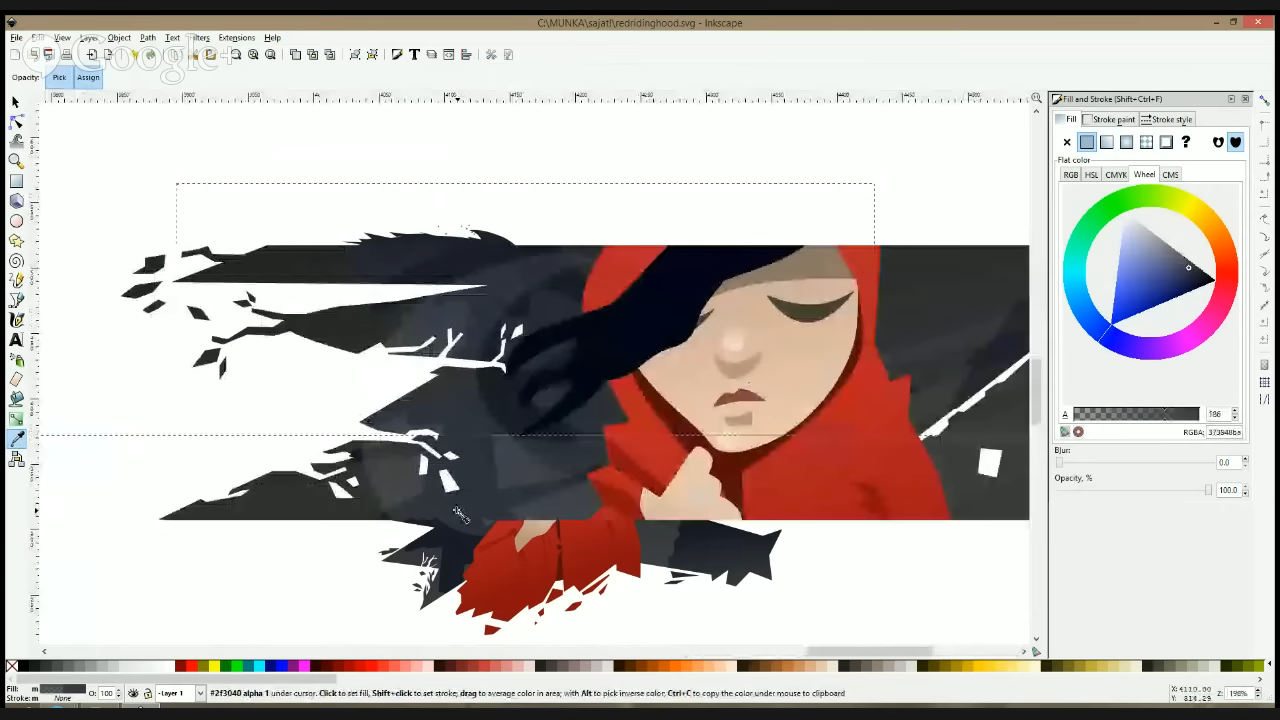 C:\MUNKA\sajat\!\redridinghood.svg - Inkscape
File View Layer Object Path Text Filters Extensions Help
Google+
Opacity: Pick Assign
Fill and Stroke (Shift+Ctrl+F)
Fill Stroke paint Stroke style
Flat color
RGB HSL CMYK Wheel CMS
A 186
RGBA: 373948ba
Blur:
0.0
Opacity, %
100.0
Fill: m
Stroke: m None
O: 100
Layer 1
#2f3040 alpha 1 under cursor. Click to set fill, Shift+click to set stroke; drag to average color in area; with Alt to pick inverse color; Ctrl+C to copy the color under mouse to clipboard
X: 4110.00
Y: 814.29
Z: 198%